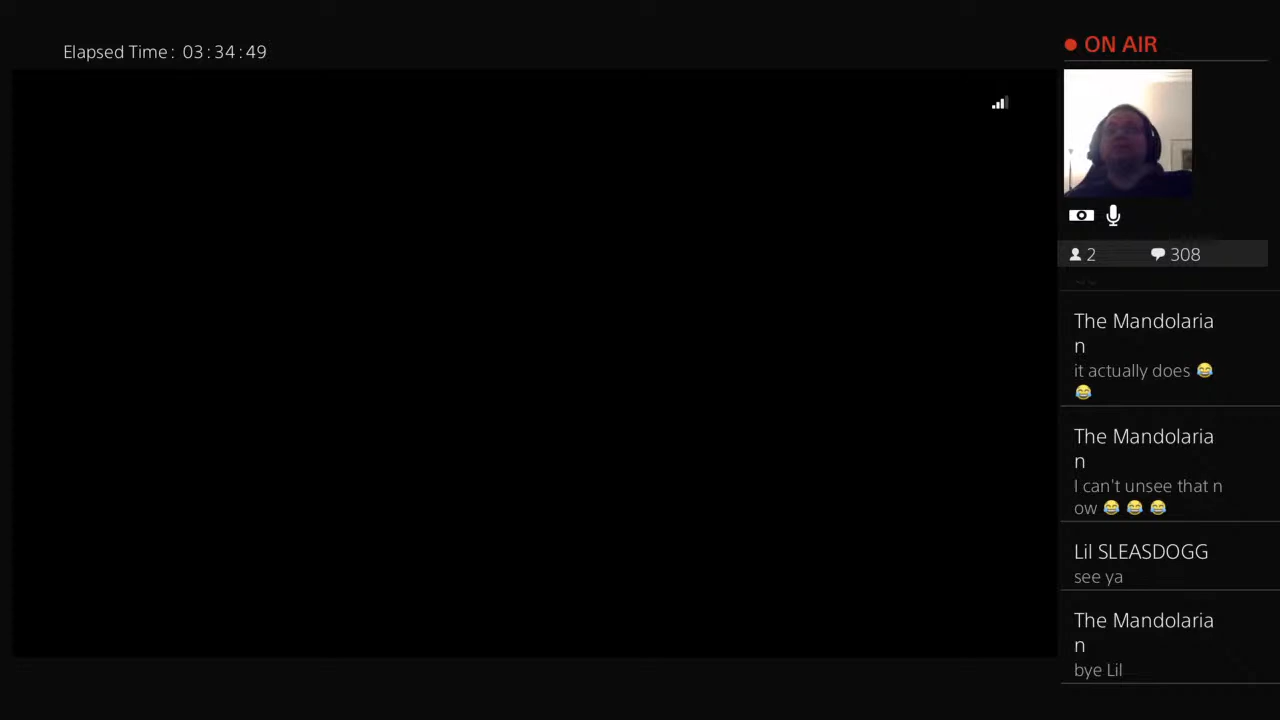 Elapsed Time: 03:34:49
ON AIR
2 308
The Mandolaria
n
it actually does 😂
😂
The Mandolaria
n
I can't unsee that n
ow 😂 😂 😂
Lil SLEASDOGG
see ya
The Mandolaria
n
bye Lil